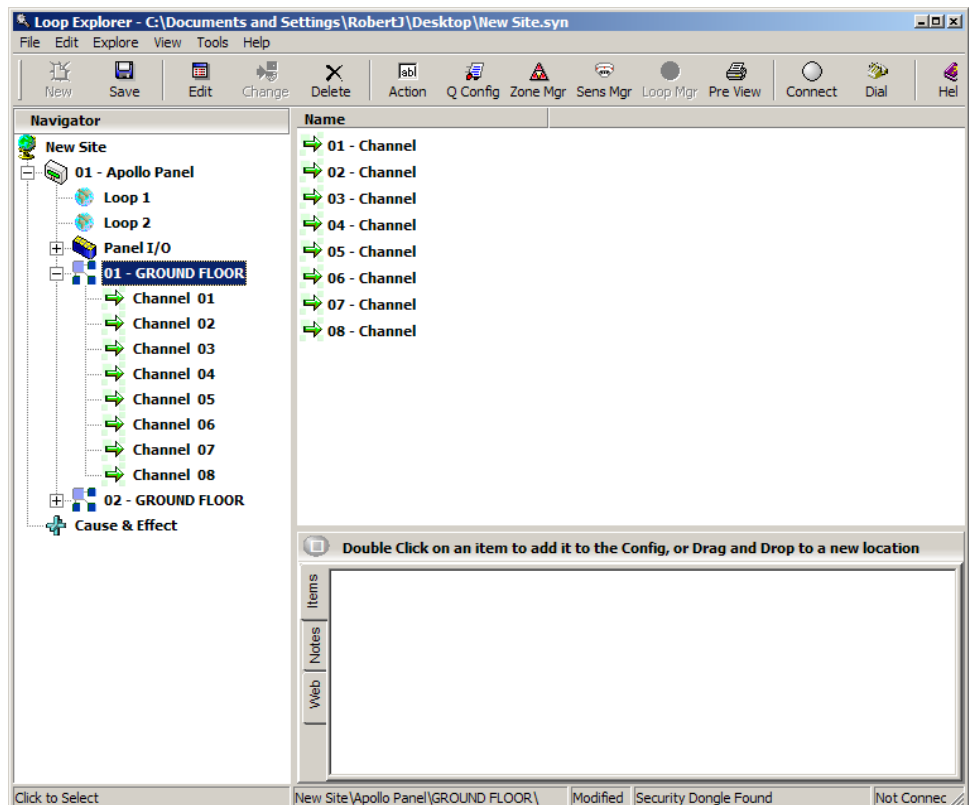 Loop Explorer - C:\Documents and Settings\RobertJ\Desktop\New Site.syn
File Edit Explore View Tools Help
New Save Edit Change Delete abl Action Q Config Zone Mgr Sens Mgr Loop Mgr Pre View Connect Dial Hel
Navigator
New Site
01 - Apollo Panel
Loop 1
Loop 2
Panel I/O
01 - GROUND FLOOR
Channel 01
Channel 02
Channel 03
Channel 04
Channel 05
Channel 06
Channel 07
Channel 08
02 - GROUND FLOOR
Cause & Effect
Name
01 - Channel
02 - Channel
03 - Channel
04 - Channel
05 - Channel
06 - Channel
07 - Channel
08 - Channel
Double Click on an item to add it to the Config, or Drag and Drop to a new location
Items
Notes
Web
Click to Select New Site\Apollo Panel\GROUND FLOOR\ Modified Security Dongle Found Not Connec